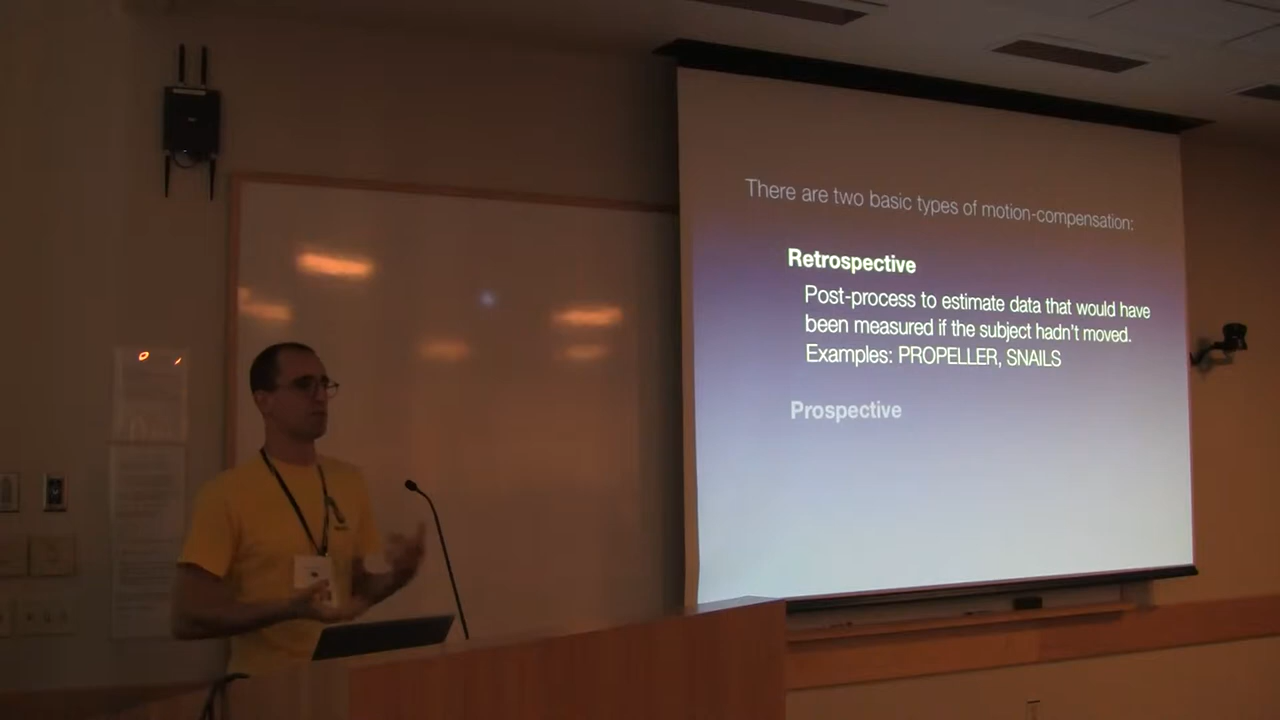 There are two basic types of motion-compensation:
Retrospective
Post-process to estimate data that would have
been measured if the subject hadn't moved.
Examples: PROPELLER, SNAILS
Prospective